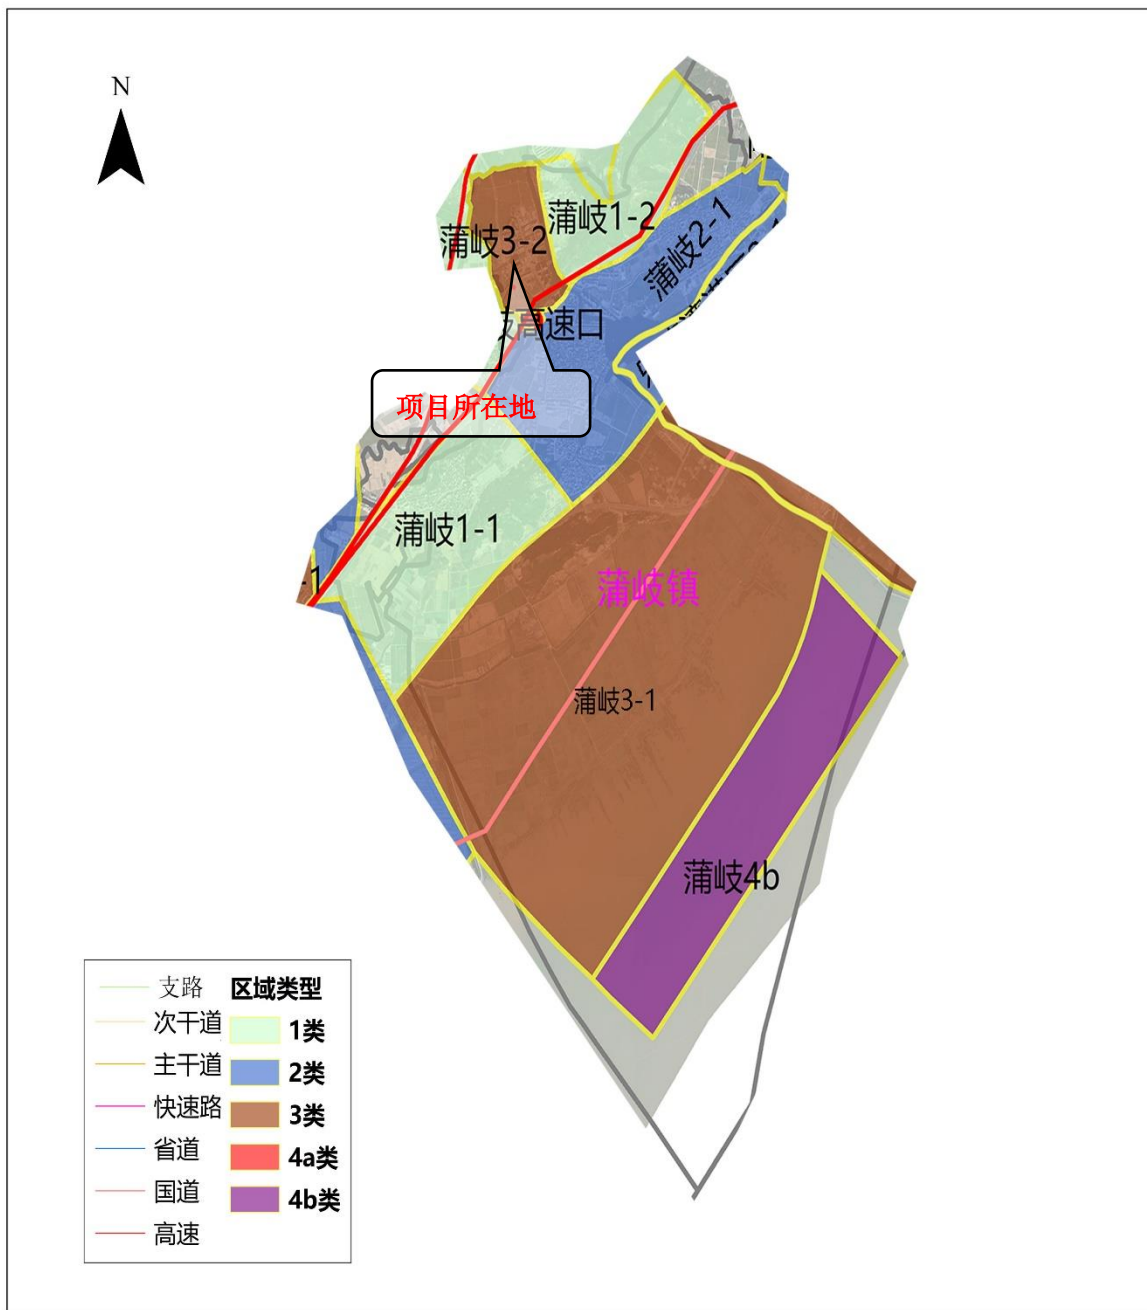 N
蒲岐1-2
蒲岐3-2
蒲岐2-1
高速口
项目所在地
蒲岐1-1
-1
蒲岐镇
蒲岐3-1
蒲岐4b
支路
区域类型
次干道
1类
主干道
2类
快速路
3类
省道
4a类
国道
4b类
高速